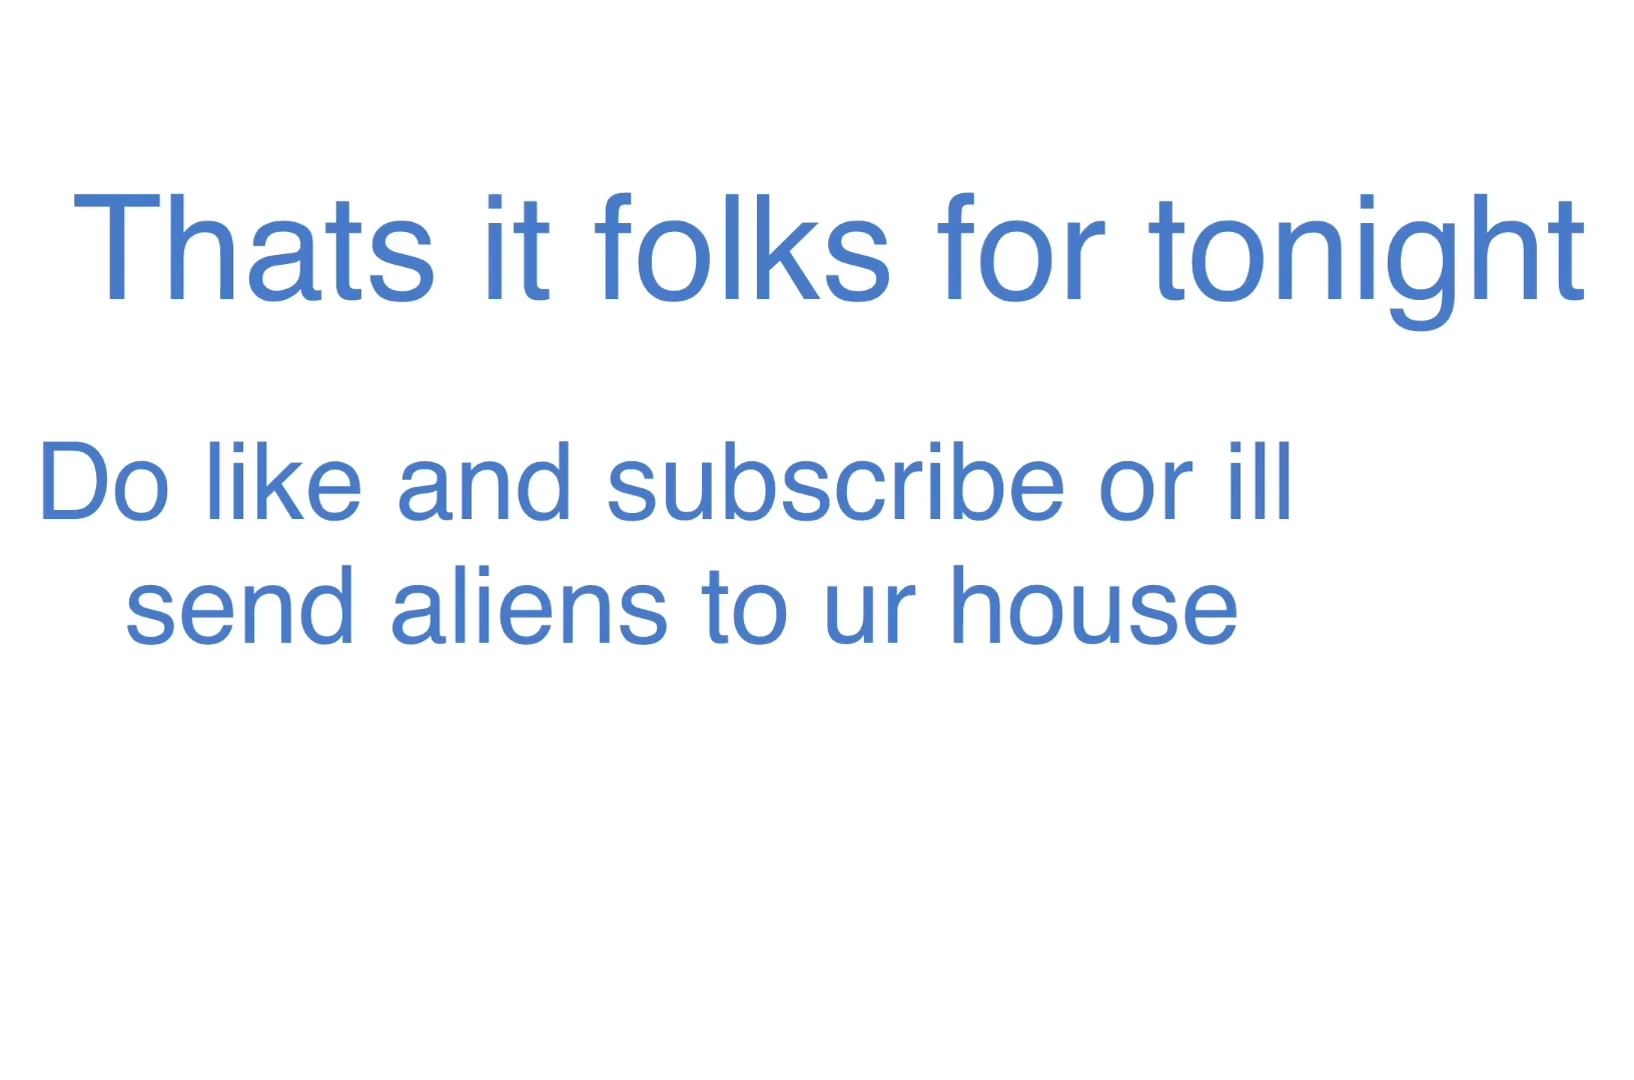 Thats it folks for tonight
Do like and subscribe or ill
send aliens to ur house